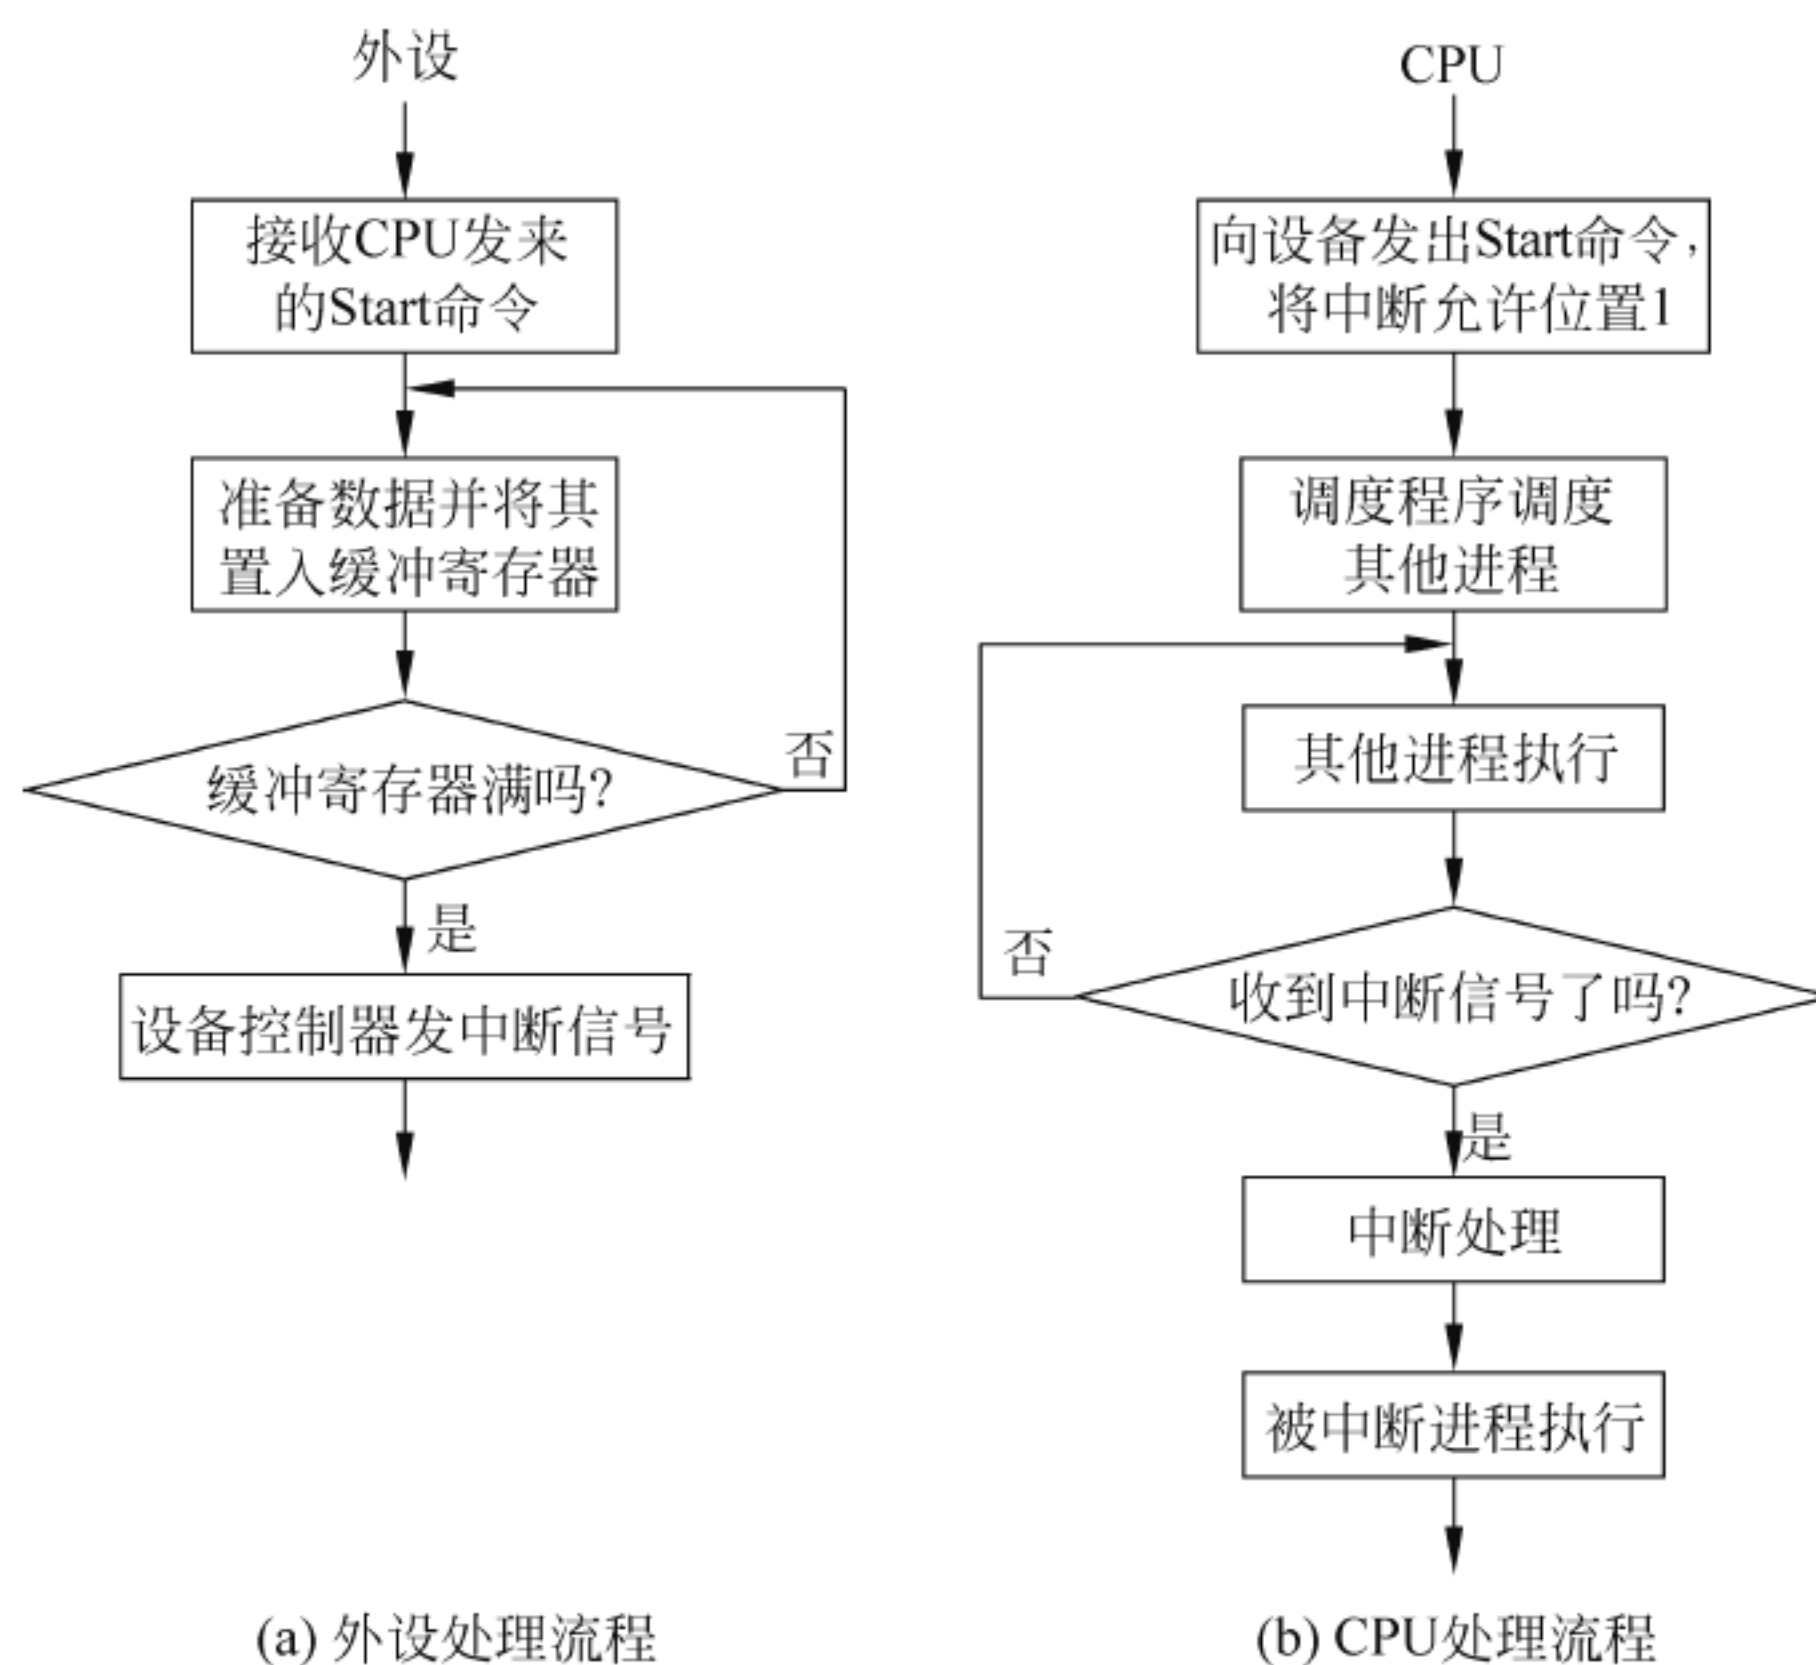 外设
接收CPU发来
的Start命令
准备数据并将其
置入缓冲寄存器
缓冲寄存器满吗?
否
是
设备控制器发中断信号
(a) 外设处理流程
CPU
向设备发出Start命令,
将中断允许位置1
调度程序调度
其他进程
其他进程执行
收到中断信号了吗?
否
是
中断处理
被中断进程执行
(b) CPU处理流程